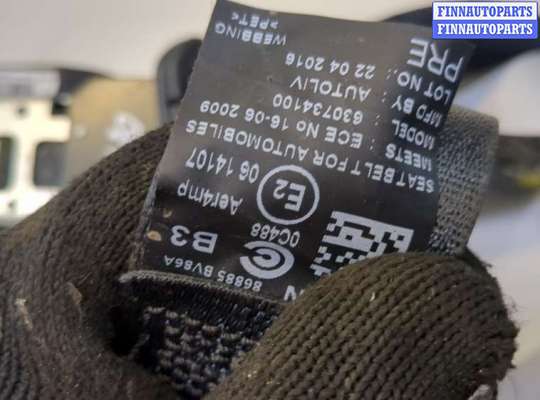 FINNAUTOPARTS
FINNAUTOPARTS
N
86885 BV86A
B3
0C488
Aer4mp
E2 06 14107
SEATBELT FOR AUTOMOBILES
MEETS : ECE No 16-06 2009
MODEL : 630734100
MFD BY : AUTOLIV
LOT NO.: 22 04 2016
PRE
WEBBING
>PET<